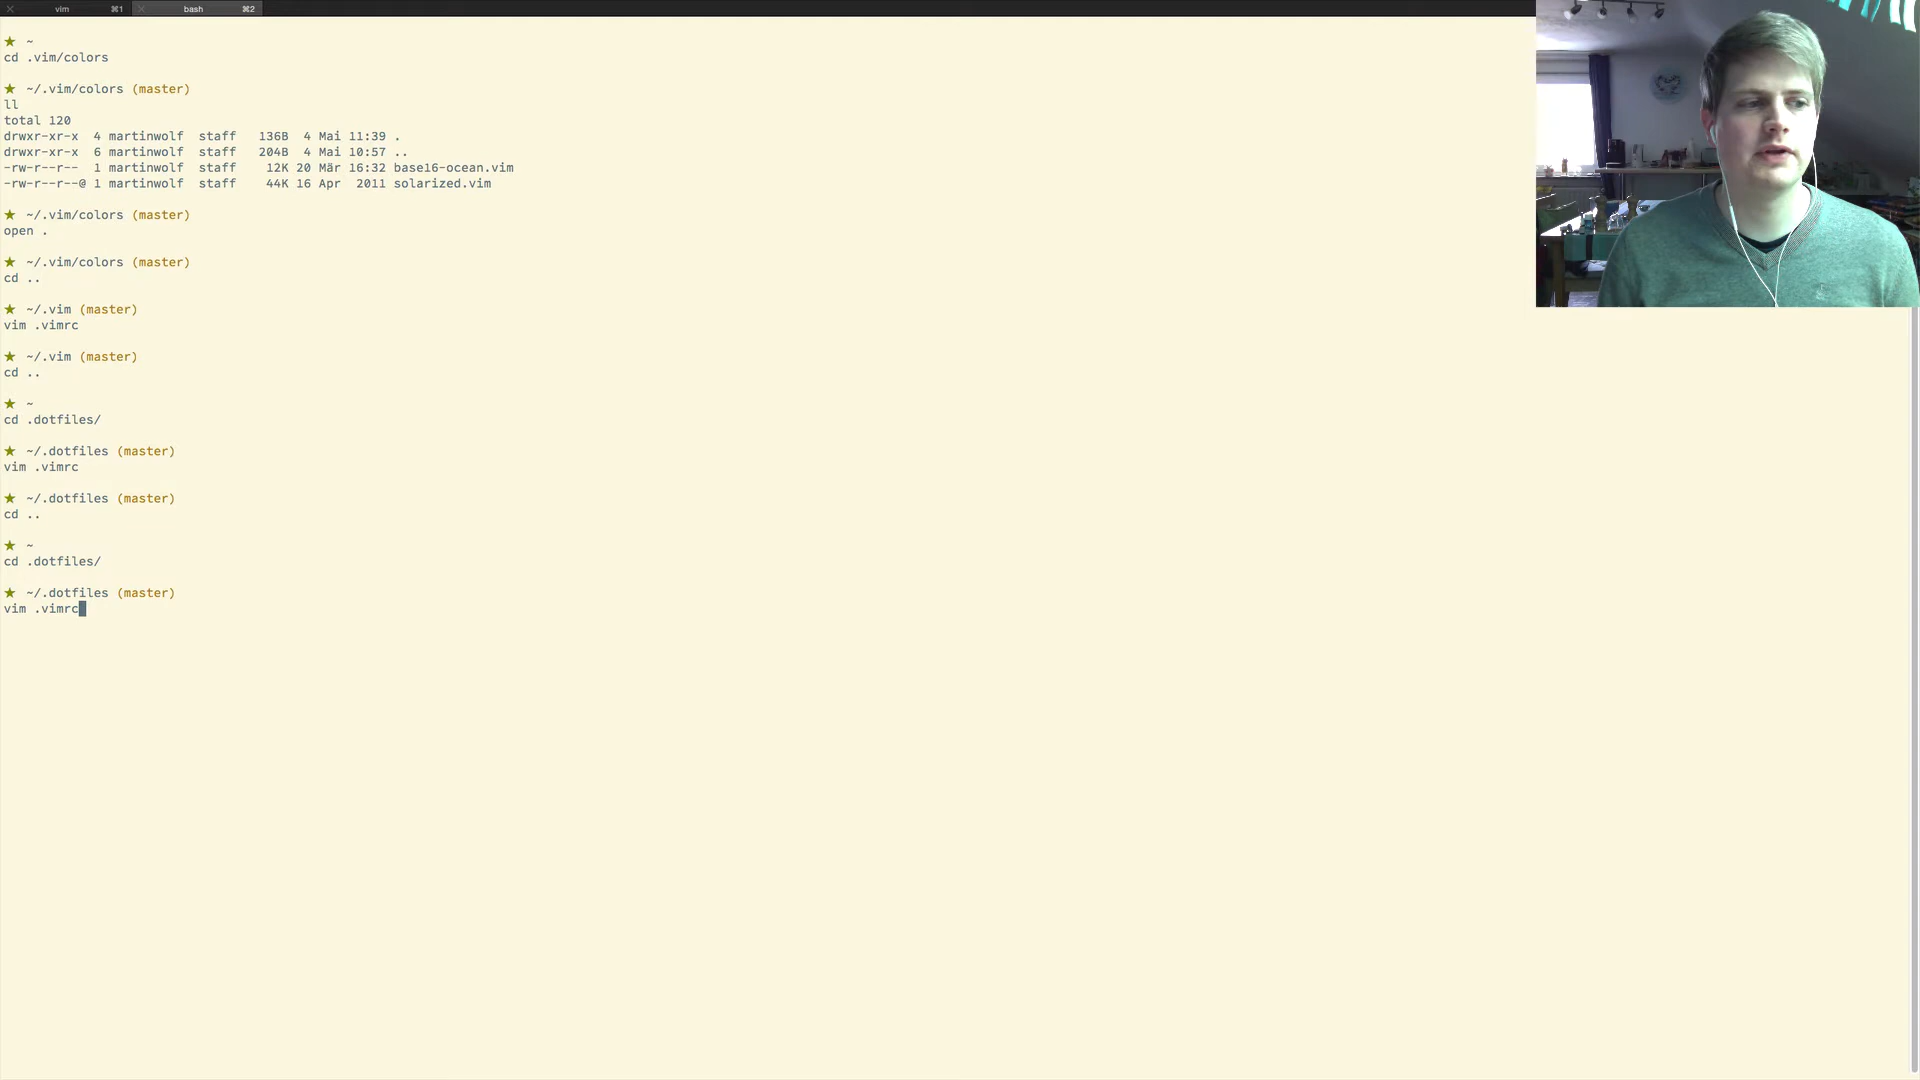 vim ⌘1 bash ⌘2
★ ~
cd .vim/colors
★ ~/.vim/colors (master)
ll
total 120
drwxr-xr-x  4 martinwolf  staff   136B  4 Mai 11:39 .
drwxr-xr-x  6 martinwolf  staff   204B  4 Mai 10:57 ..
-rw-r--r--  1 martinwolf  staff    12K 20 Mär 16:32 base16-ocean.vim
-rw-r--r--@ 1 martinwolf  staff    44K 16 Apr  2011 solarized.vim
★ ~/.vim/colors (master)
open .
★ ~/.vim/colors (master)
cd ..
★ ~/.vim (master)
vim .vimrc
★ ~/.vim (master)
cd ..
★ ~
cd .dotfiles/
★ ~/.dotfiles (master)
vim .vimrc
★ ~/.dotfiles (master)
cd ..
★ ~
cd .dotfiles/
★ ~/.dotfiles (master)
vim .vimrc